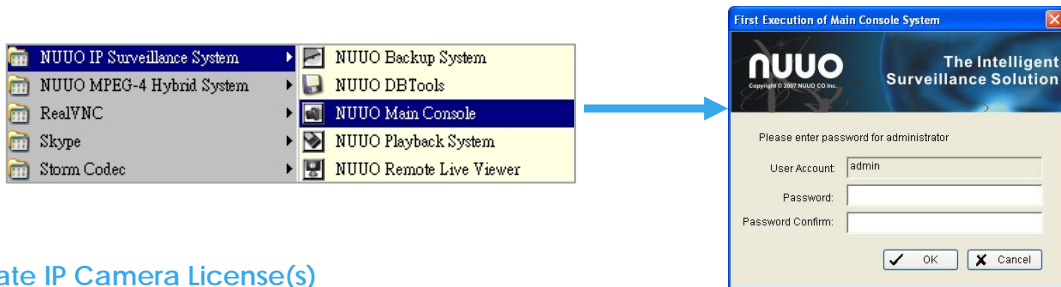 NUUO IP Surveillance System
NUUO MPEG-4 Hybrid System
RealVNC
Skype
Storm Codec
NUUO Backup System
NUUO DBTools
NUUO Main Console
NUUO Playback System
NUUO Remote Live Viewer
First Execution of Main Console System
NUUO
Copyright © 2007 NUUO CO Inc.
The Intelligent
Surveillance Solution
Please enter password for administrator
User Account: admin
Password:
Password Confirm:
OK Cancel
ate IP Camera License(s)